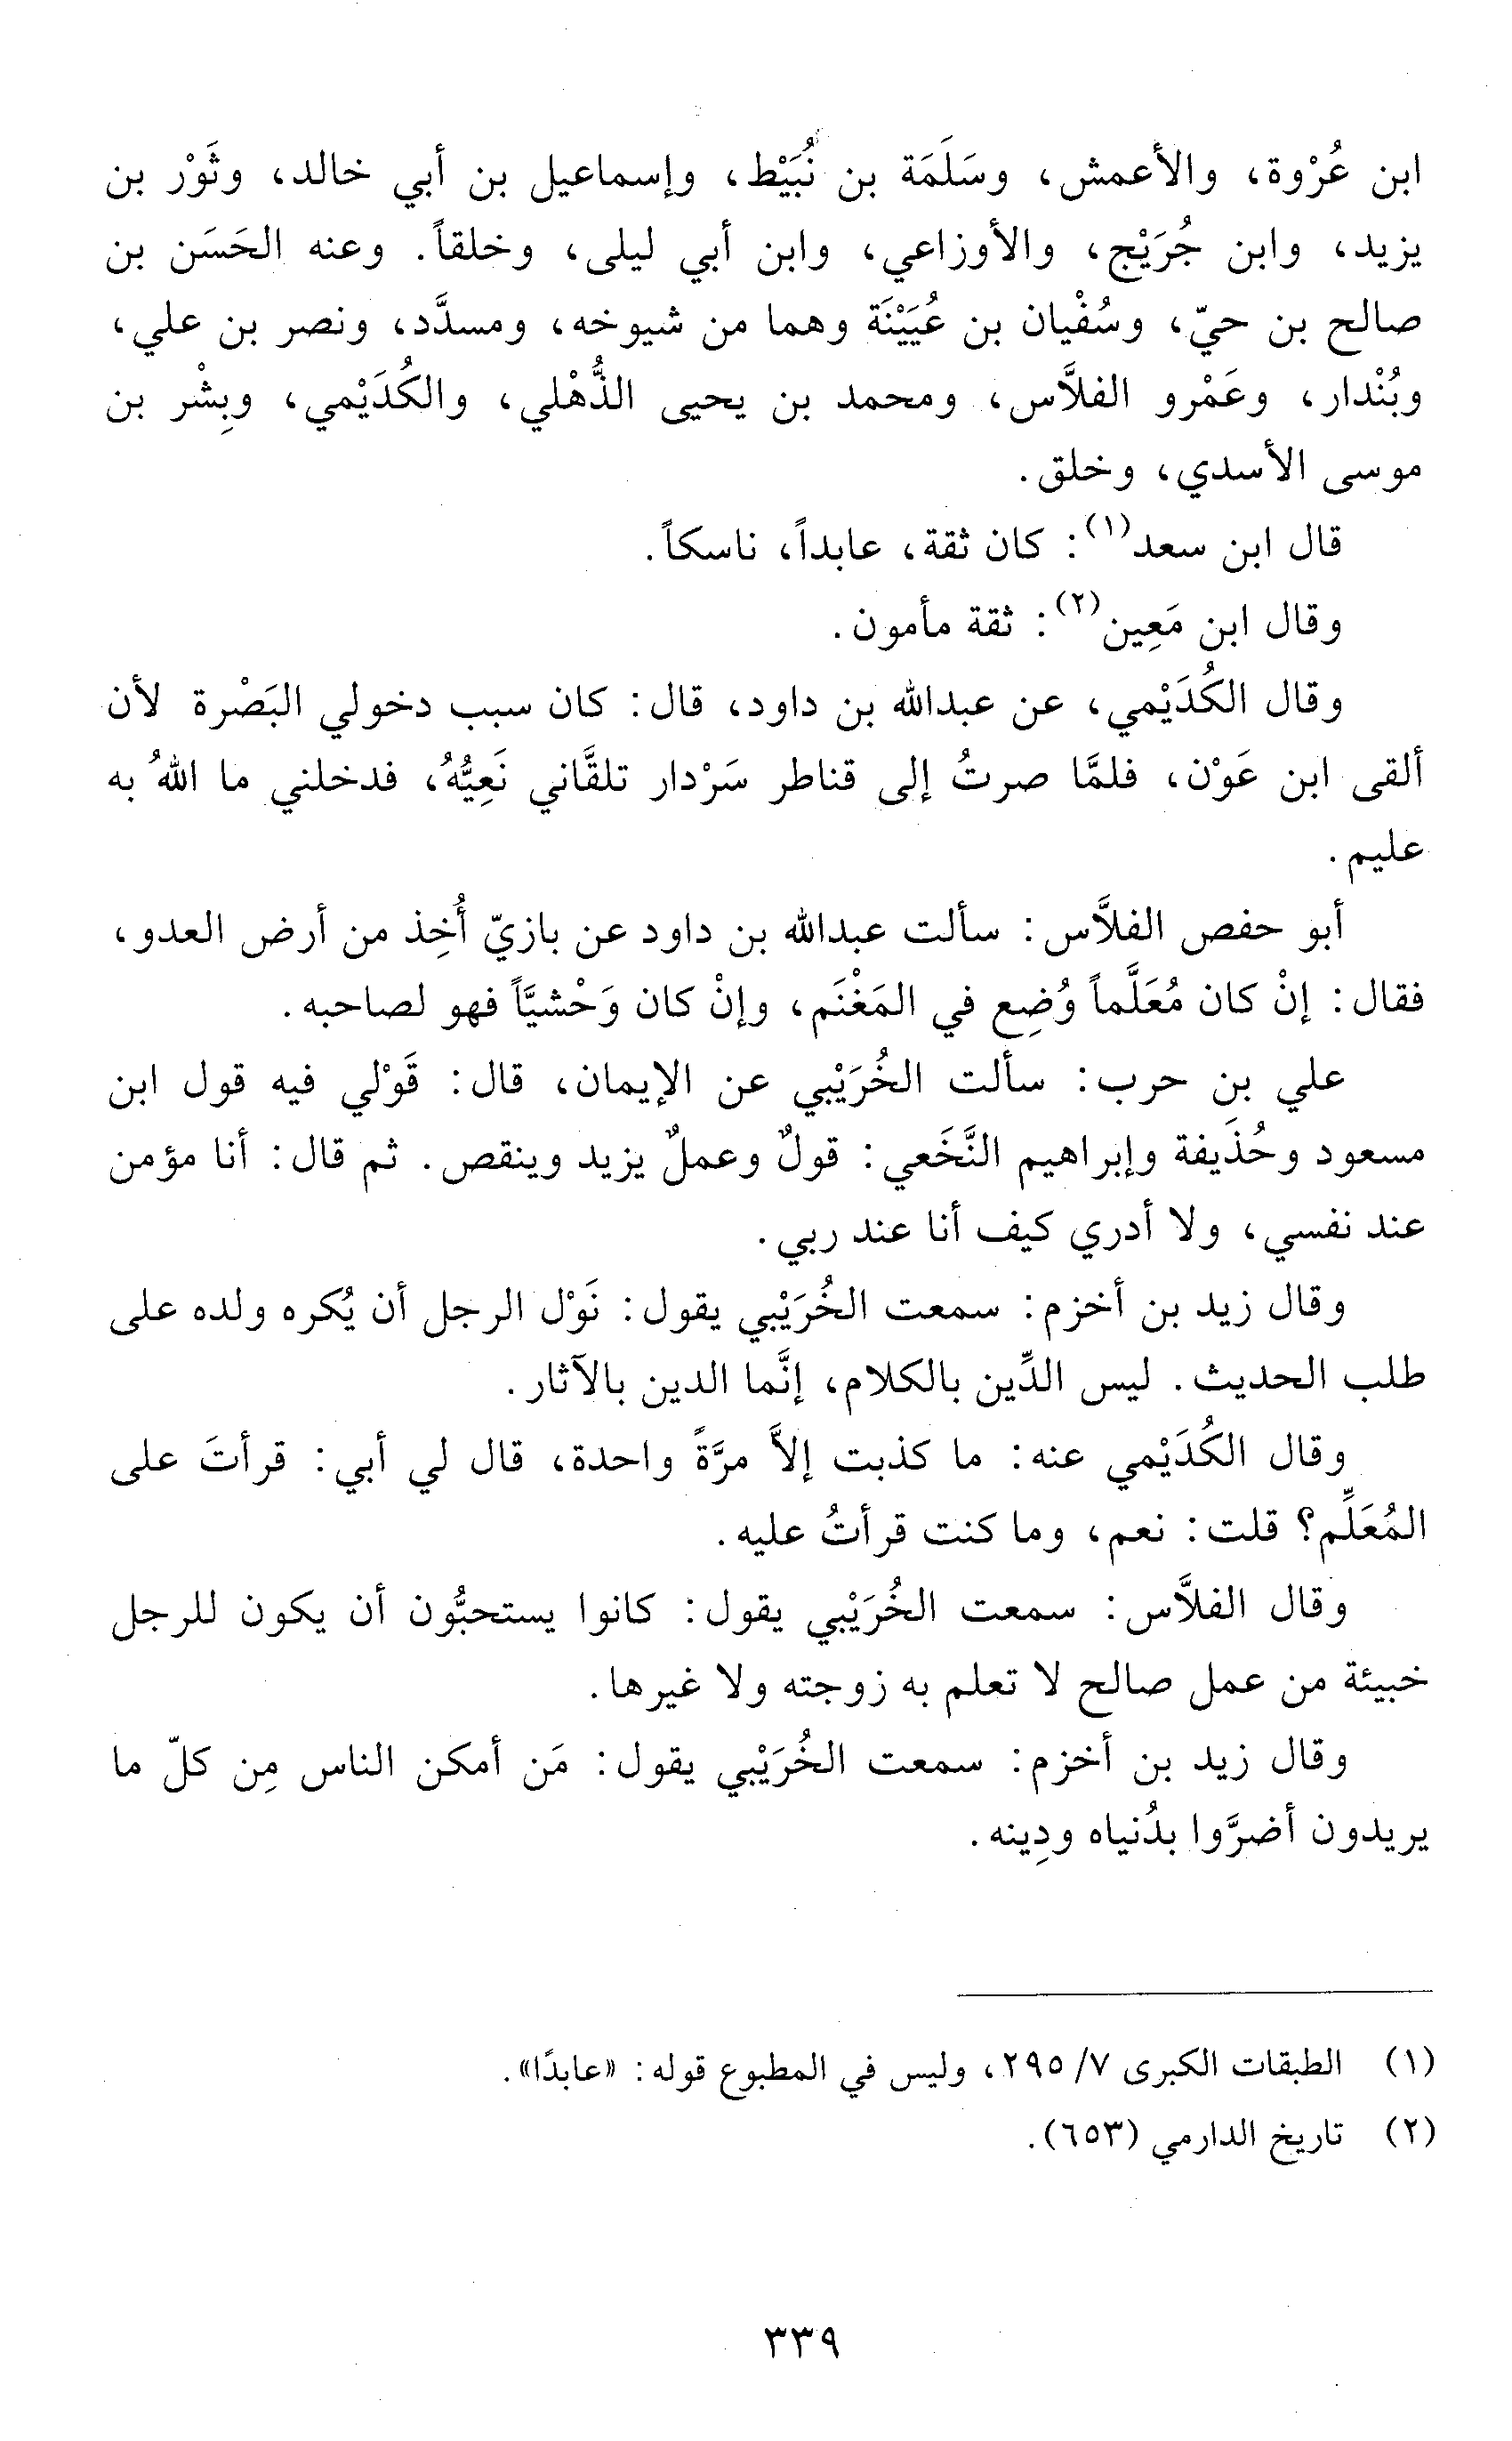 ابن عُرْوة، والأعمش، وسَلَمَة بن نُبَيْط، وإسماعيل بن أبي خالد، وثَوْر بن
يزيد، وابن جُرَيْج، والأوزاعي، وابن أبي ليلى، وخلقاً. وعنه الحَسَن بن
صالح بن حيّ، وسُفْيان بن عُيَيْنَة وهما من شيوخه، ومسدَّد، ونصر بن علي،
وبُنْدار، وعَمْرو الفلاَّس، ومحمد بن يحيى الذُّهْلي، والكُدَيْمي، وبِشْر بن
موسى الأسدي، وخلق.
قال ابن سعد(١): كان ثقة، عابداً، ناسكاً.
وقال ابن مَعِين(٢): ثقة مأمون.
وقال الكُدَيْمي، عن عبدالله بن داود، قال: كان سبب دخولي البَصْرة لأن
ألقى ابن عَوْن، فلمَّا صرتُ إلى قناطر سَرْدار تلقَّاني نَعِيُّهُ، فدخلني ما اللهُ به
عليم.
أبو حفص الفلاَّس: سألت عبدالله بن داود عن بازيّ أُخِذ من أرض العدو،
فقال: إنْ كان مُعَلَّماً وُضِع في المَغْنَم، وإنْ كان وَحْشيَّاً فهو لصاحبه.
علي بن حرب: سألت الخُرَيْبي عن الإيمان، قال: قَوْلي فيه قول ابن
مسعود وحُذَيفة وإبراهيم النَّخَعي: قولٌ وعملٌ يزيد وينقص. ثم قال: أنا مؤمن
عند نفسي، ولا أدري كيف أنا عند ربي.
وقال زيد بن أخزم: سمعت الخُرَيْبي يقول: نَوْل الرجل أن يُكره ولده على
طلب الحديث. ليس الدِّين بالكلام، إنَّما الدين بالآثار.
وقال الكُدَيْمي عنه: ما كذبت إلاَّ مرَّةً واحدة، قال لي أبي: قرأتَ على
المُعَلِّم؟ قلت: نعم، وما كنت قرأتُ عليه.
وقال الفلاَّس: سمعت الخُرَيْبي يقول: كانوا يستحبُّون أن يكون للرجل
خبيئة من عمل صالح لا تعلم به زوجته ولا غيرها.
وقال زيد بن أخزم: سمعت الخُرَيْبي يقول: مَن أمكن الناس مِن كلّ ما
يريدون أضرَّوا بدُنياه ودِينه.
(١) الطبقات الكبرى ٧/ ٢٩٥، وليس في المطبوع قوله: «عابدًا».
(٢) تاريخ الدارمي (٦٥٣).
٣٣٩